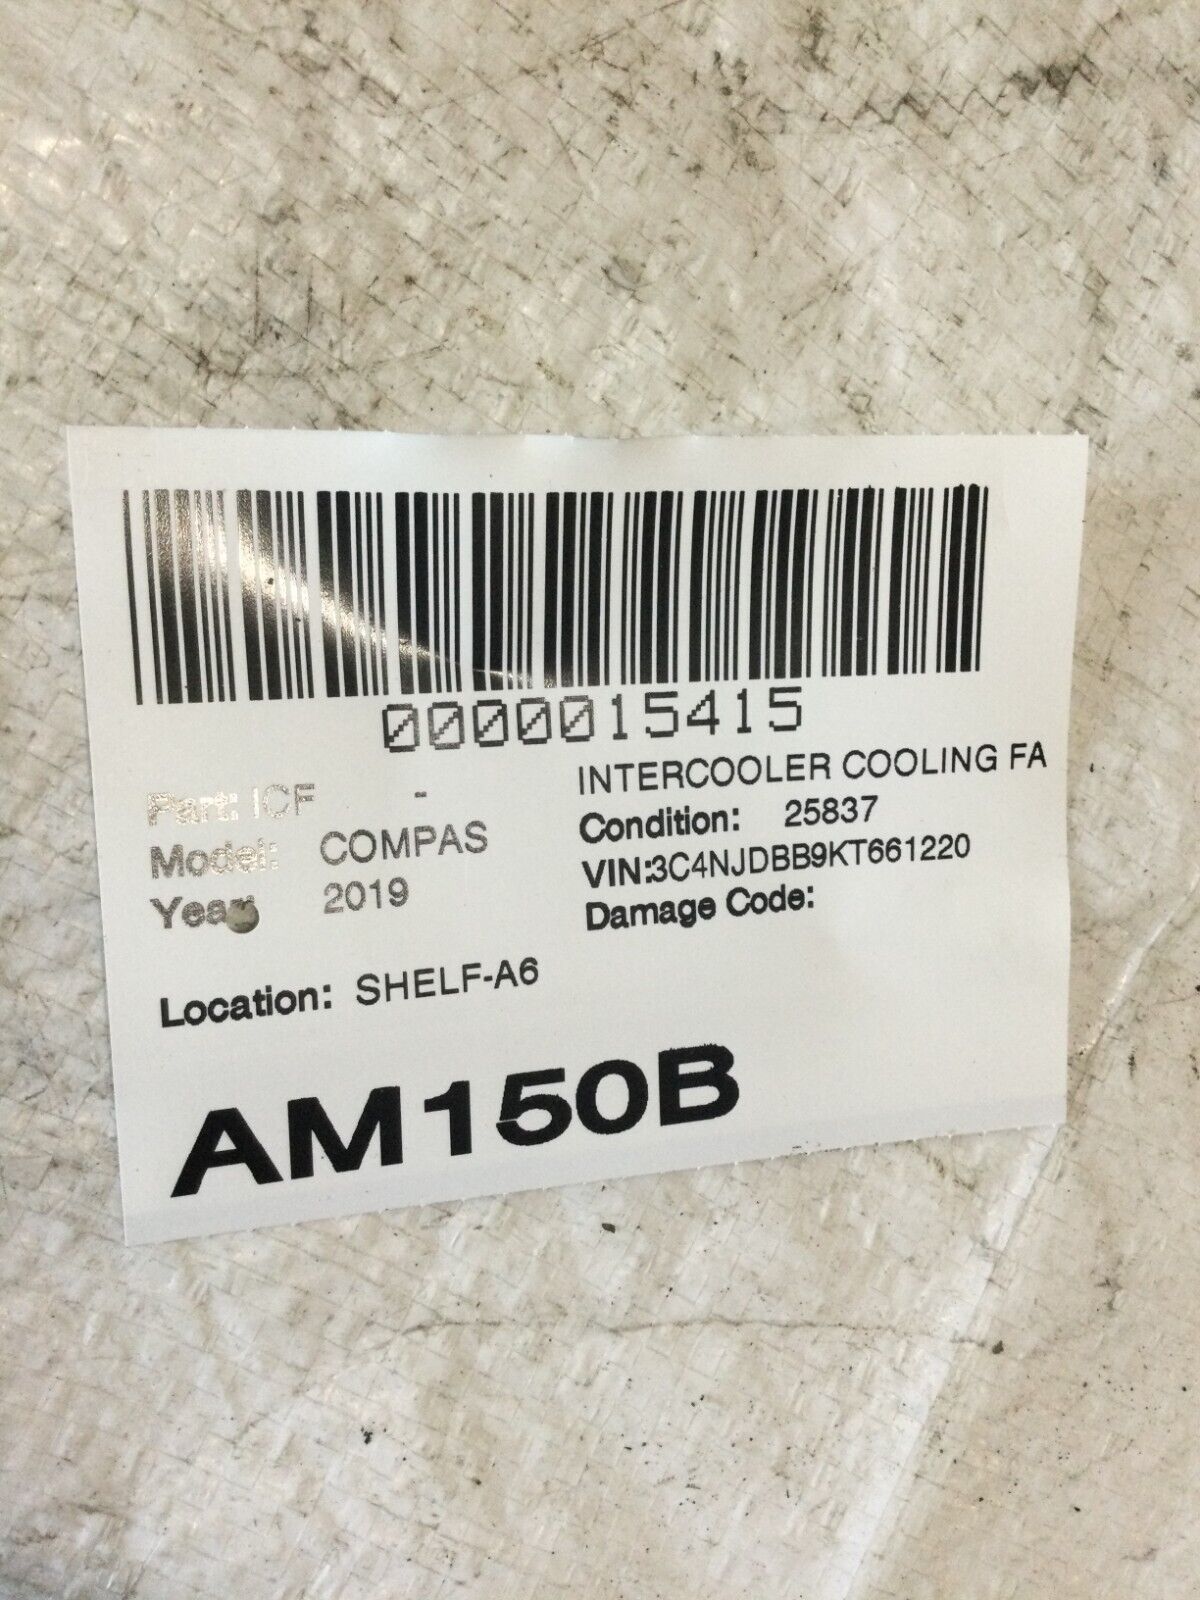 0000015415
Part: ICF - INTERCOOLER COOLING FA
Model: COMPAS Condition: 25837
Year 2019 VIN:3C4NJDBB9KT661220
Damage Code:
Location: SHELF-A6
AM150B